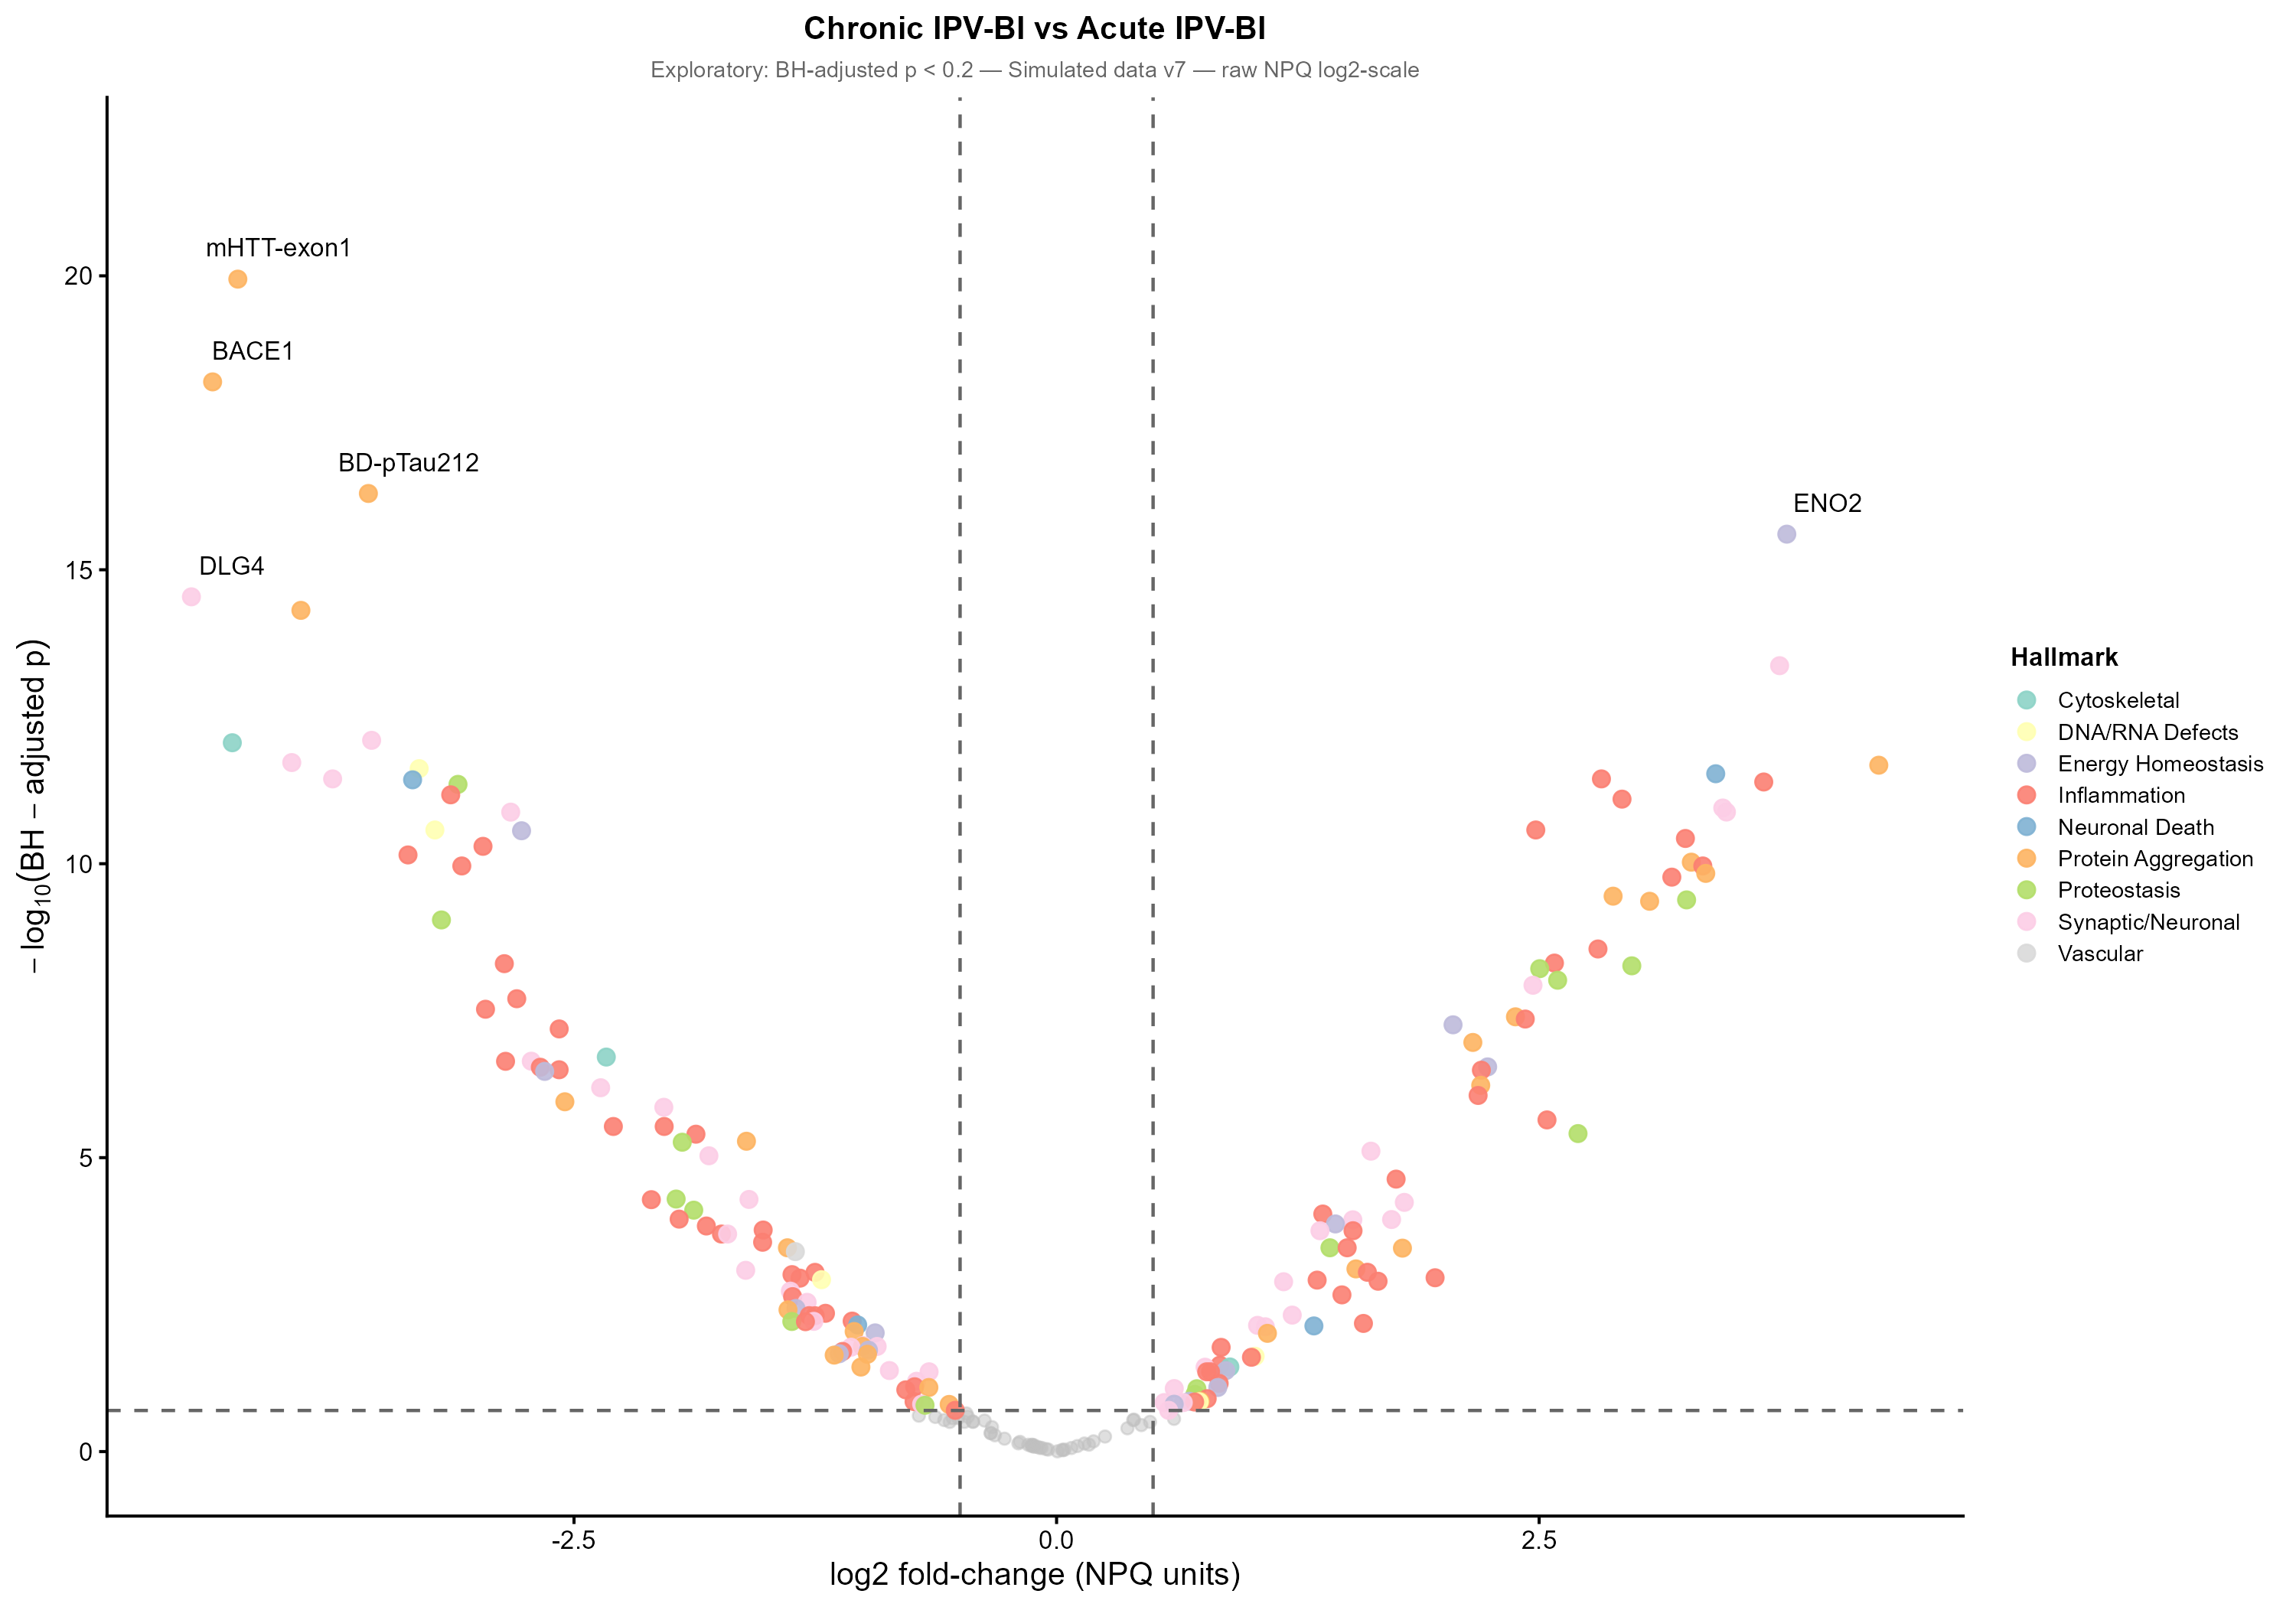 Chronic IPV-BI vs Acute IPV-BI
Exploratory: BH-adjusted p < 0.2 — Simulated data v7 — raw NPQ log2-scale
mHTT-exon1
BACE1
BD-pTau212
DLG4
ENO2
20
15
10
5
0
− log10(BH − adjusted p)
-2.5
0.0
2.5
log2 fold-change (NPQ units)
Hallmark
Cytoskeletal
DNA/RNA Defects
Energy Homeostasis
Inflammation
Neuronal Death
Protein Aggregation
Proteostasis
Synaptic/Neuronal
Vascular